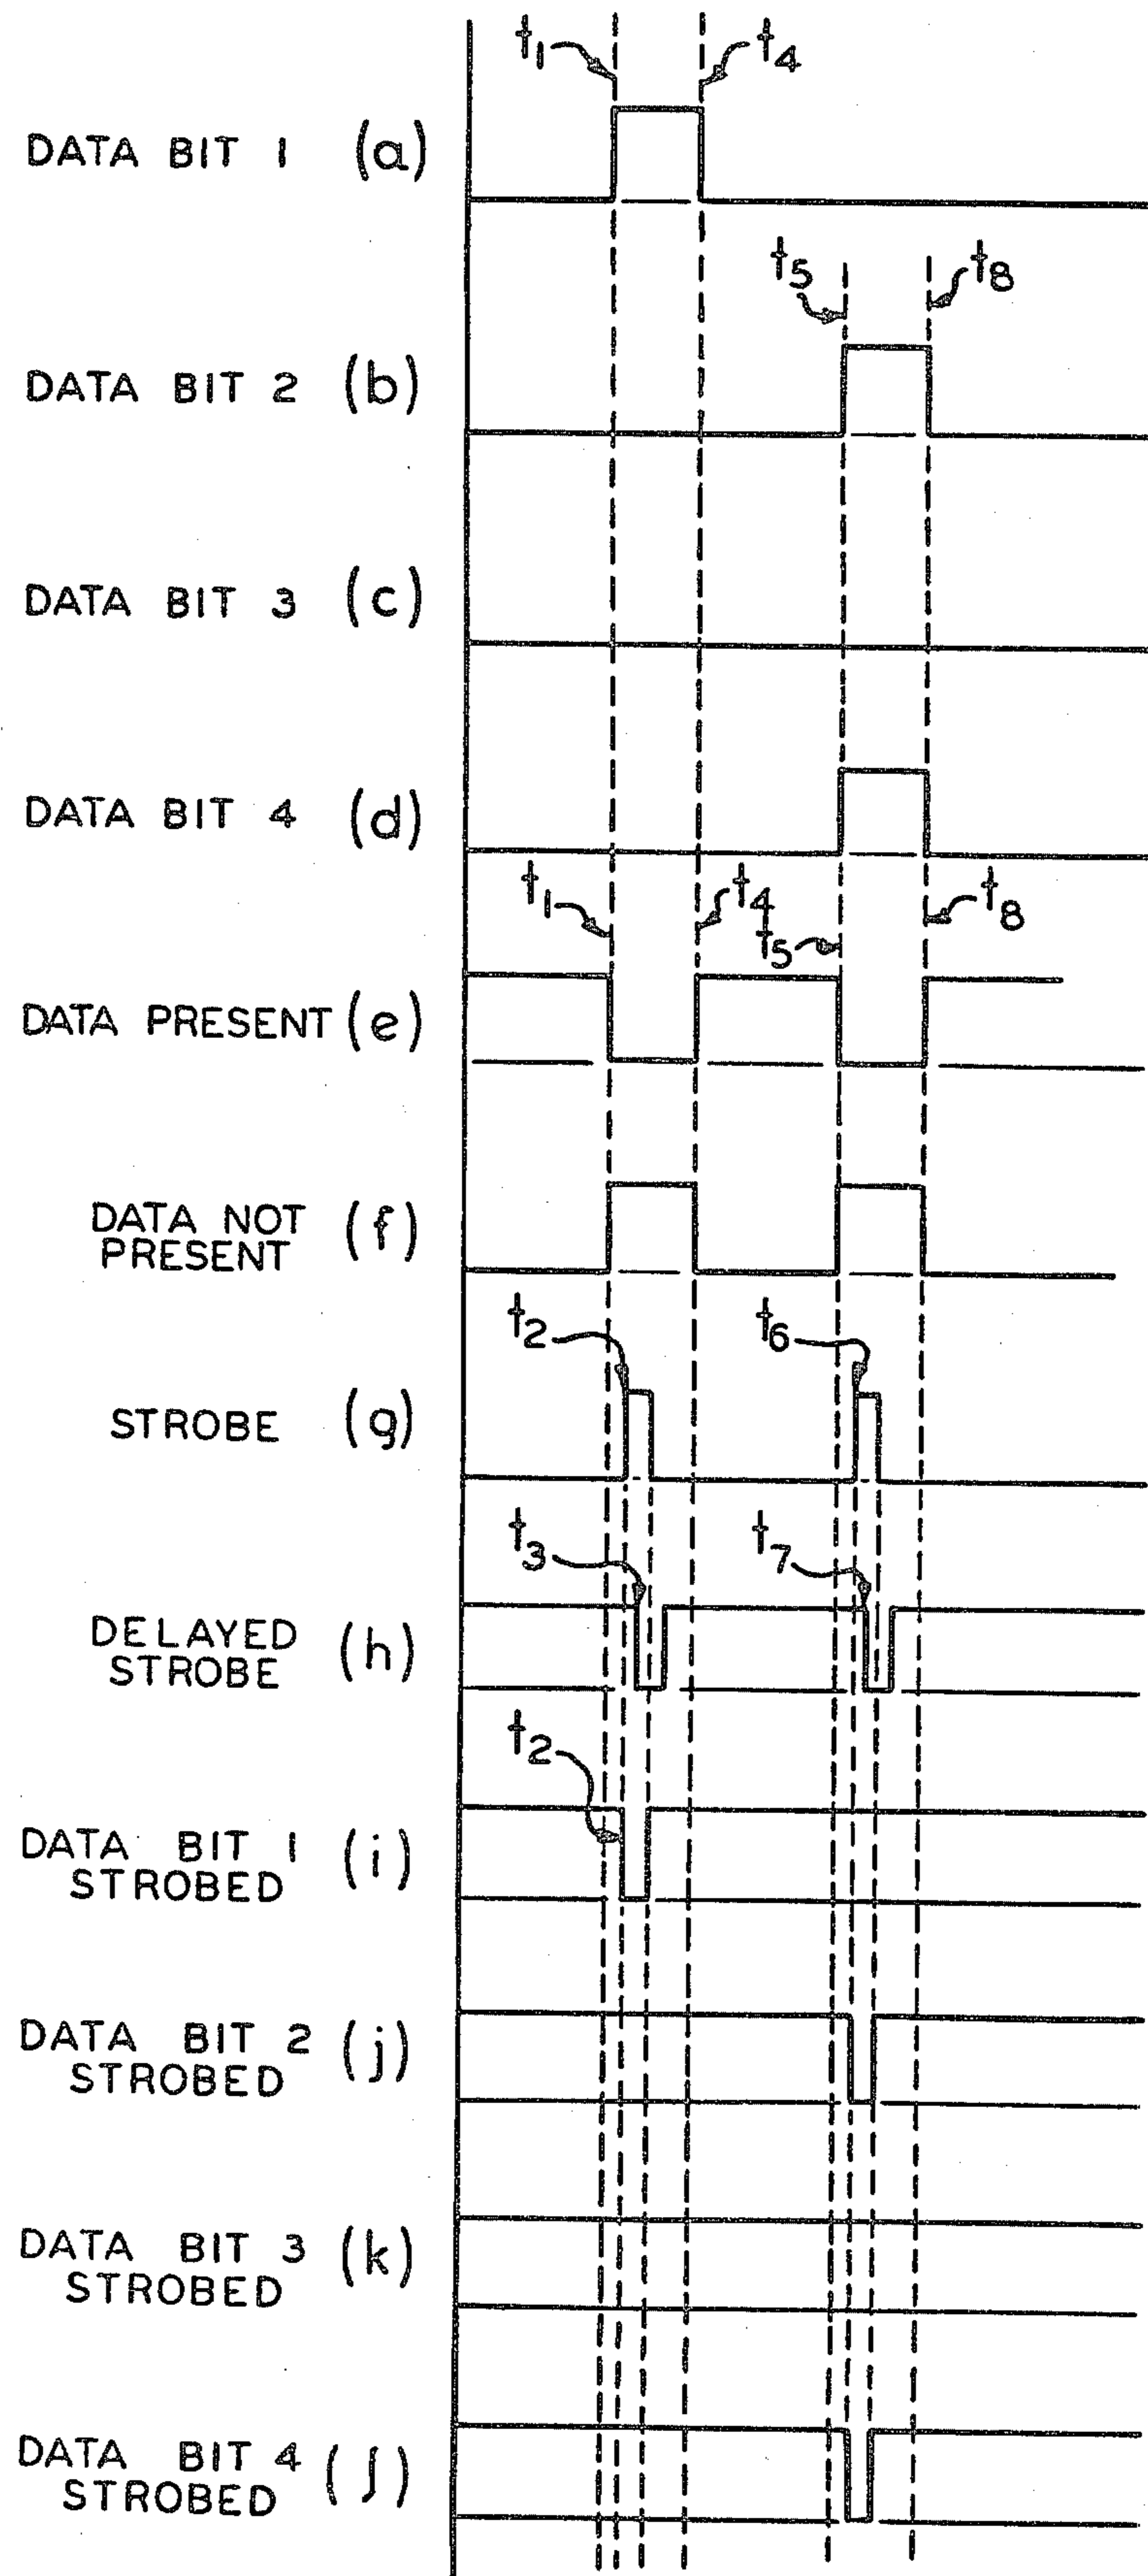 t1 t4
DATA BIT 1 (a)
t5 t8
DATA BIT 2 (b)
DATA BIT 3 (c)
DATA BIT 4 (d)
t1 t4 t5 t8
DATA PRESENT (e)
DATA NOT PRESENT (f)
t2 t6
STROBE (g)
t3 t7
DELAYED STROBE (h)
t2
DATA BIT 1 STROBED (i)
DATA BIT 2 STROBED (j)
DATA BIT 3 STROBED (k)
DATA BIT 4 STROBED (l)